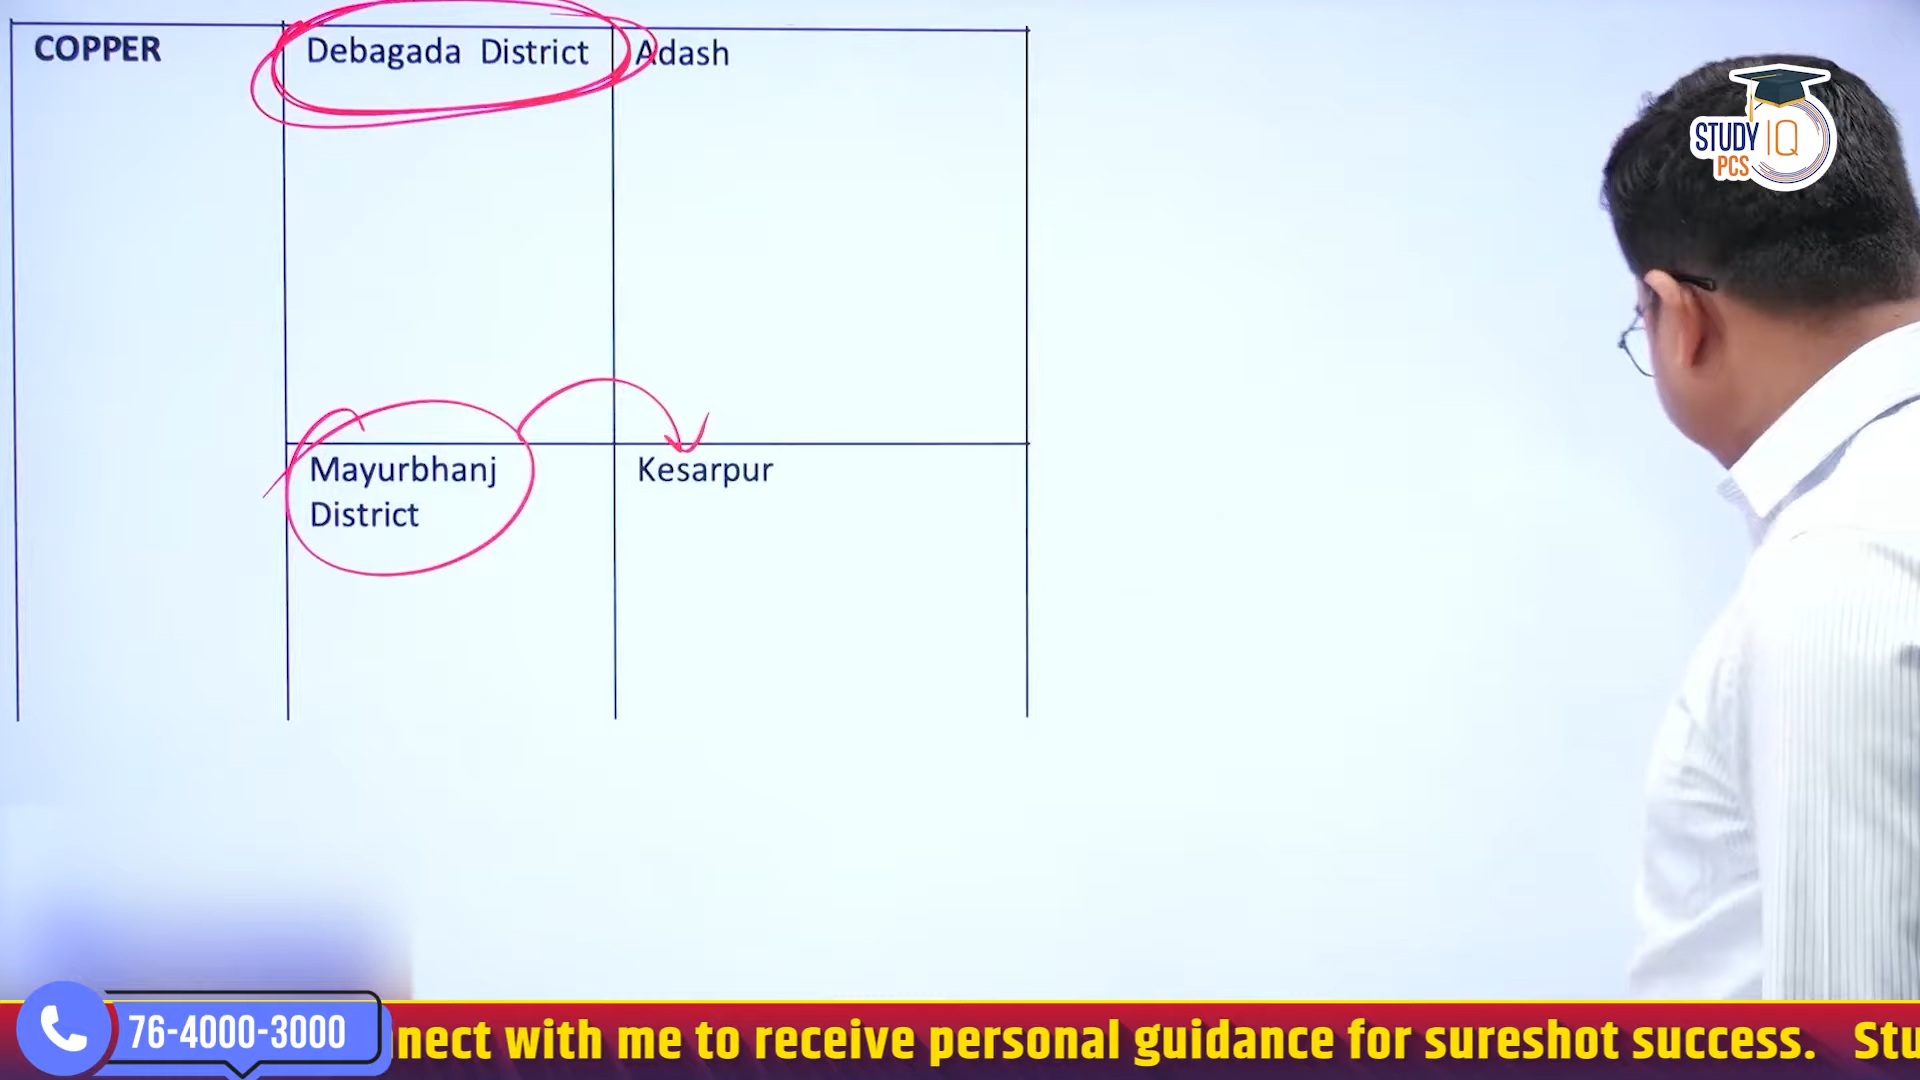 COPPER
Debagada District
Adash
Mayurbhanj
District
Kesarpur
STUDY IQ
PCS
76-4000-3000
nnect with me to receive personal guidance for sureshot success. Stu